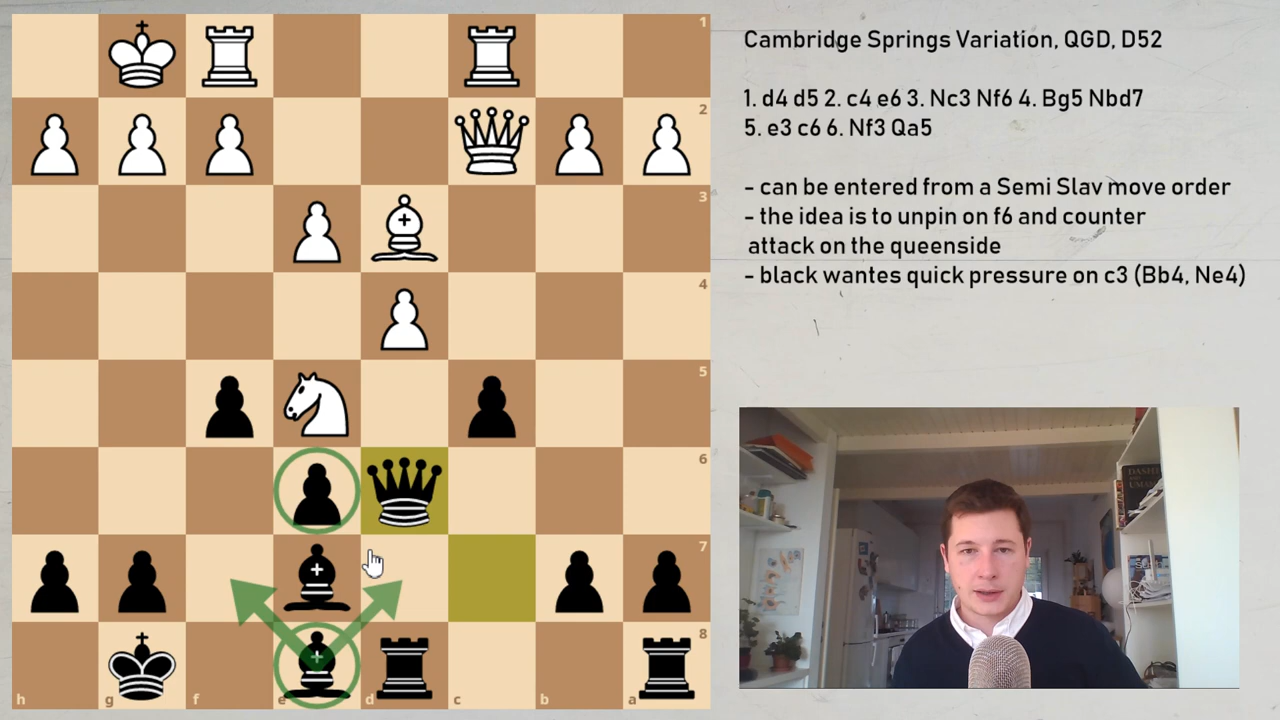 Cambridge Springs Variation, QGD, D52
1. d4 d5 2. c4 e6 3. Nc3 Nf6 4. Bg5 Nbd7
5. e3 c6 6. Nf3 Qa5
- can be entered from a Semi Slav move order
- the idea is to unpin on f6 and counter
attack on the queenside
- black wantes quick pressure on c3 (Bb4, Ne4)
1
2
3
4
5
6
7
8
h g f e d c b a
DASHI